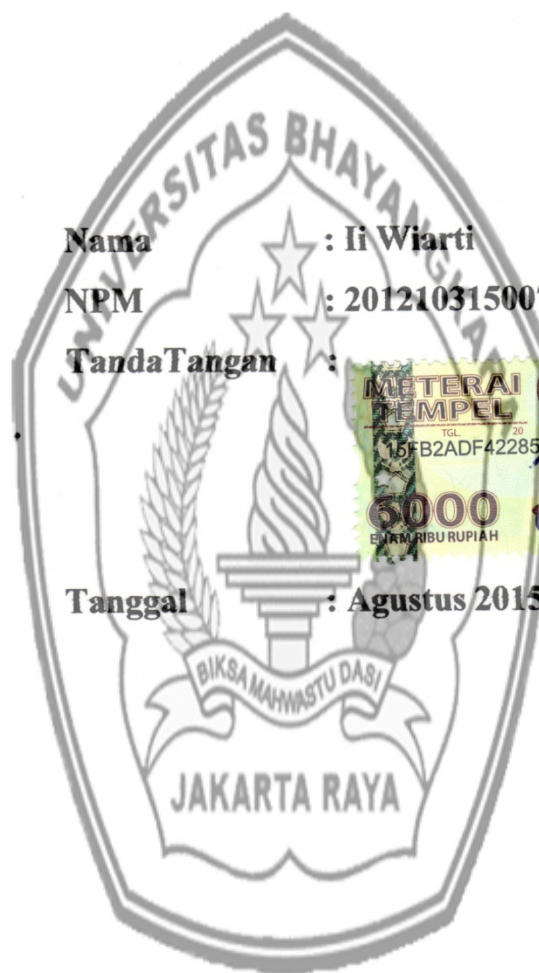 UNIVERSITAS BHAYANGKARA
Nama : Ii Wiarti
NPM : 20121031500
TandaTangan :
METERAI
TEMPEL
TGL. 20
15FB2ADF42285
6000
ENAM RIBU RUPIAH
Tanggal : Agustus 2015
BIKSA MAHWASTU DASI
JAKARTA RAYA